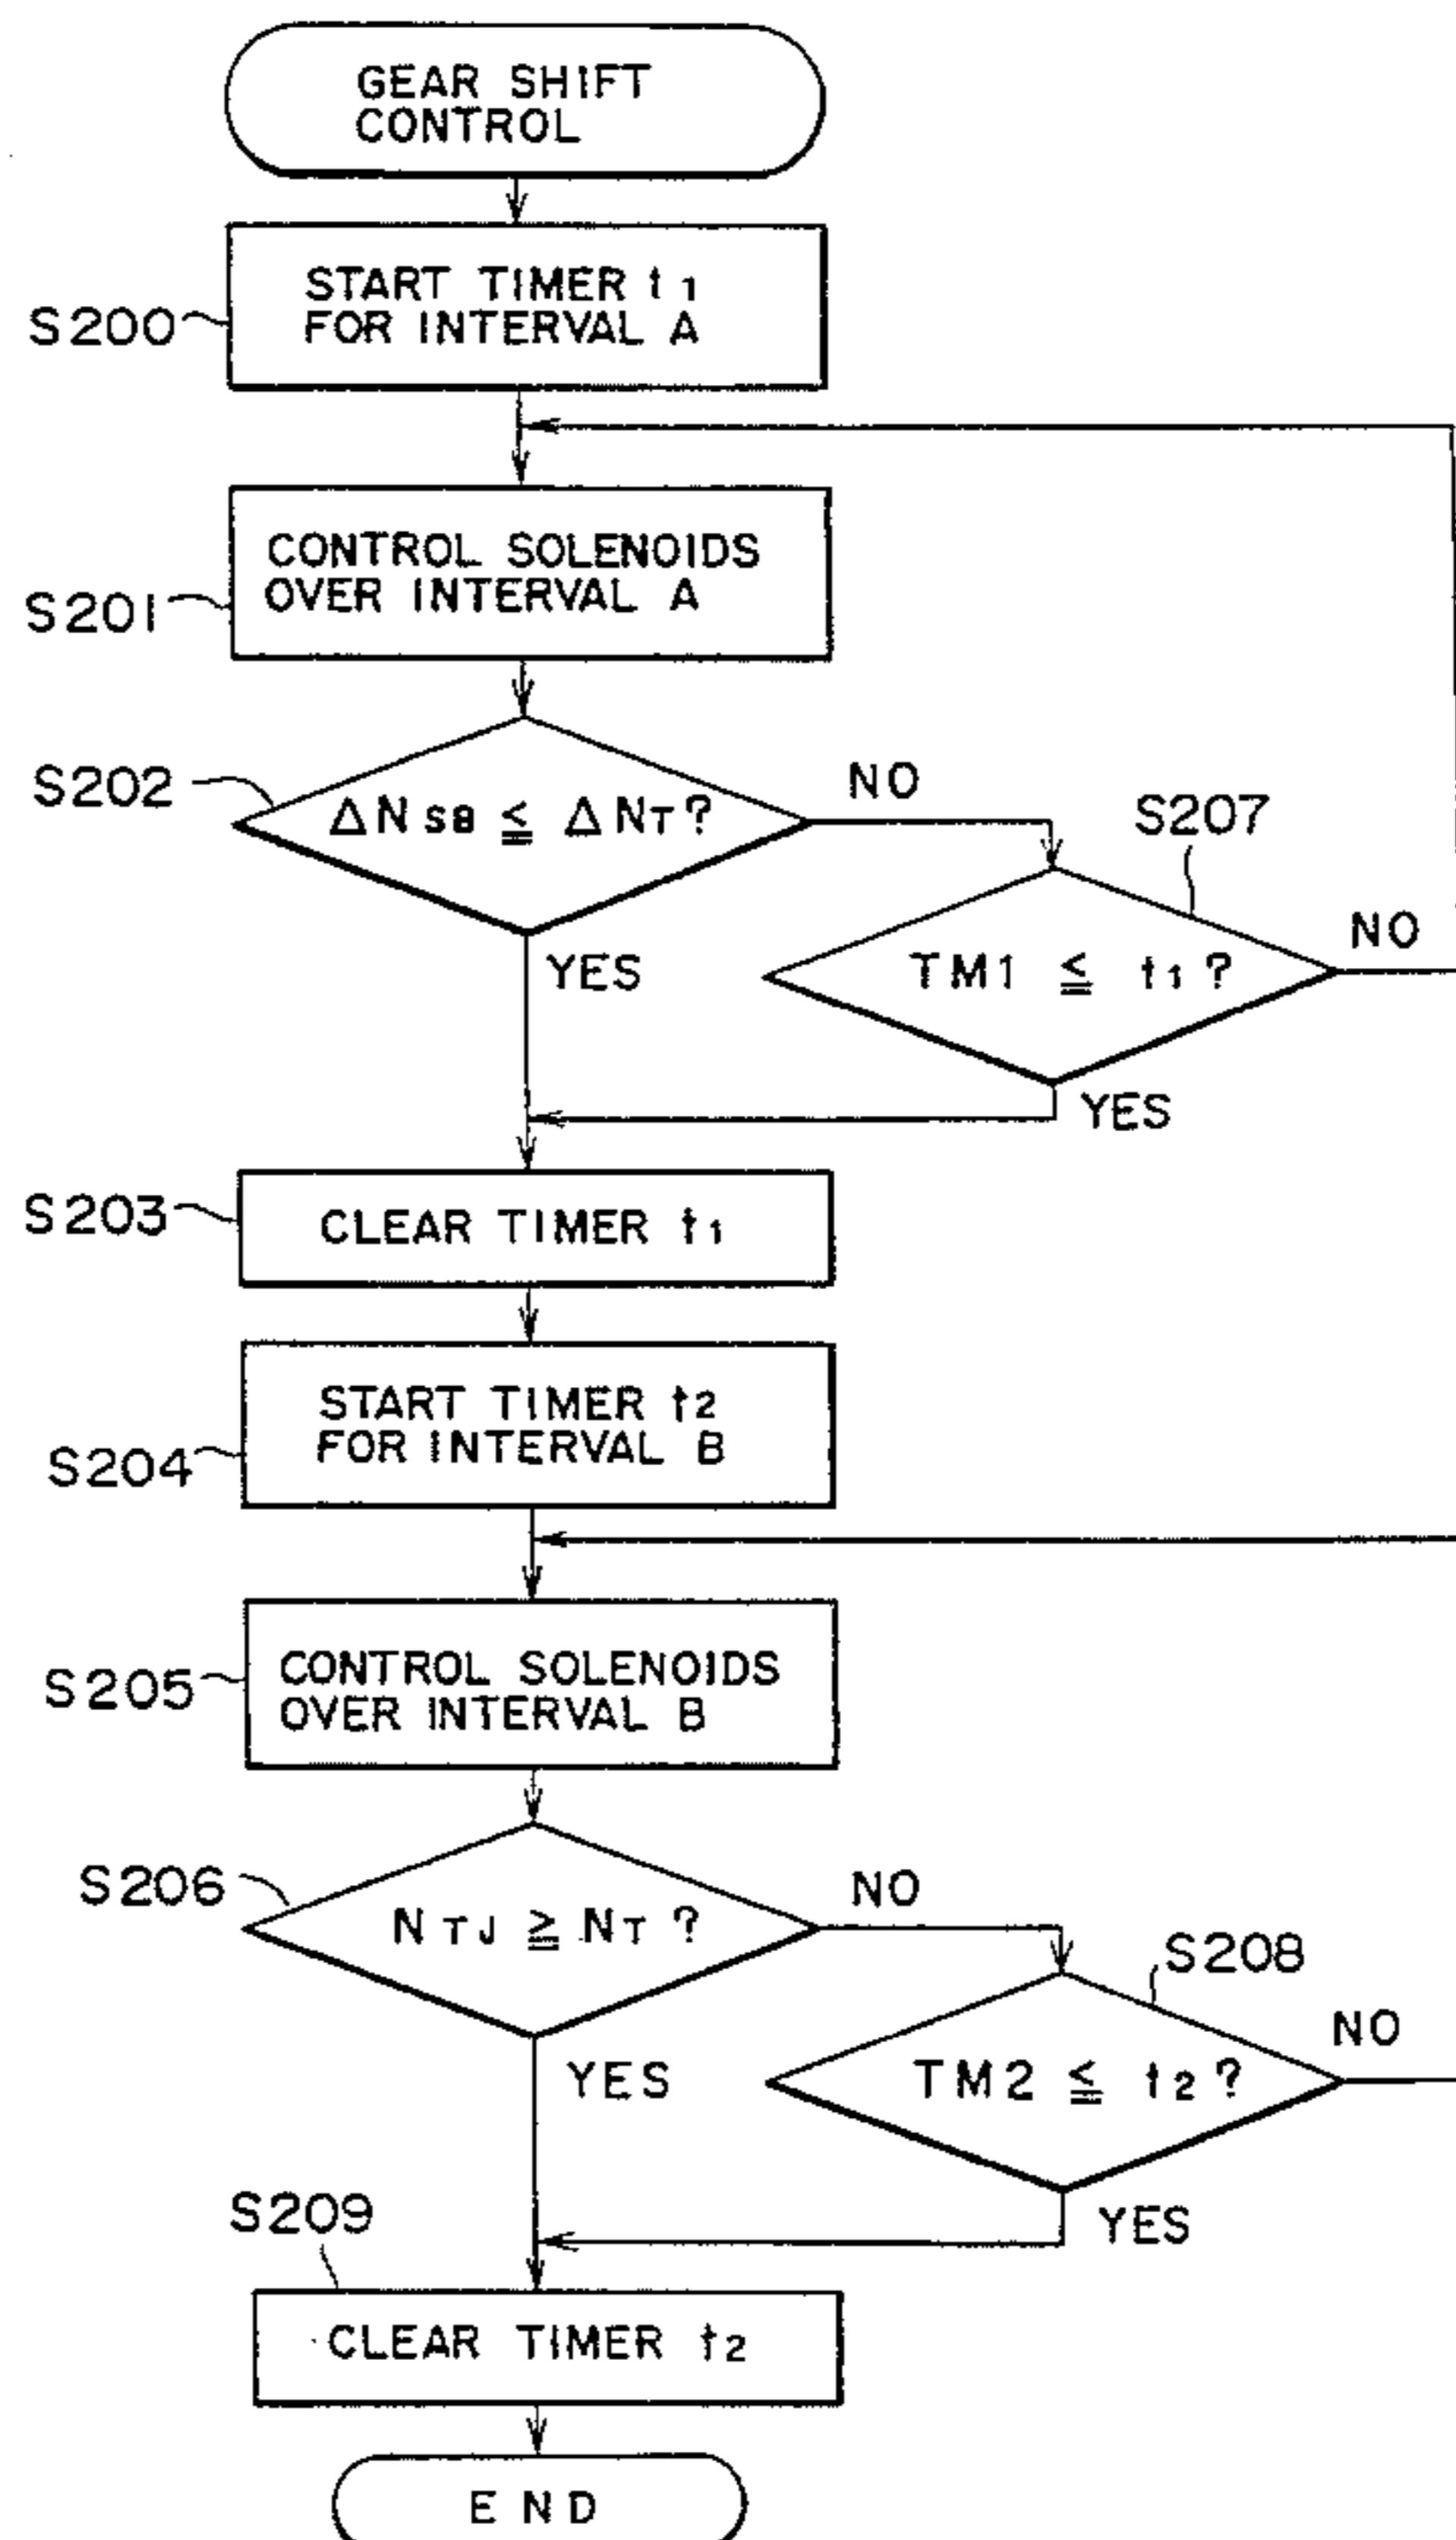 GEAR SHIFT
CONTROL
START TIMER t1
FOR INTERVAL A
S200
CONTROL SOLENOIDS
OVER INTERVAL A
S201
S202
ΔNSB ≦ ΔNT?
NO
S207
TM1 ≦ t1?
NO
YES
YES
S203
CLEAR TIMER t1
START TIMER t2
FOR INTERVAL B
S204
CONTROL SOLENOIDS
OVER INTERVAL B
S205
S206
NTJ ≧ NT?
NO
S208
TM2 ≦ t2?
NO
YES
YES
S209
CLEAR TIMER t2
END